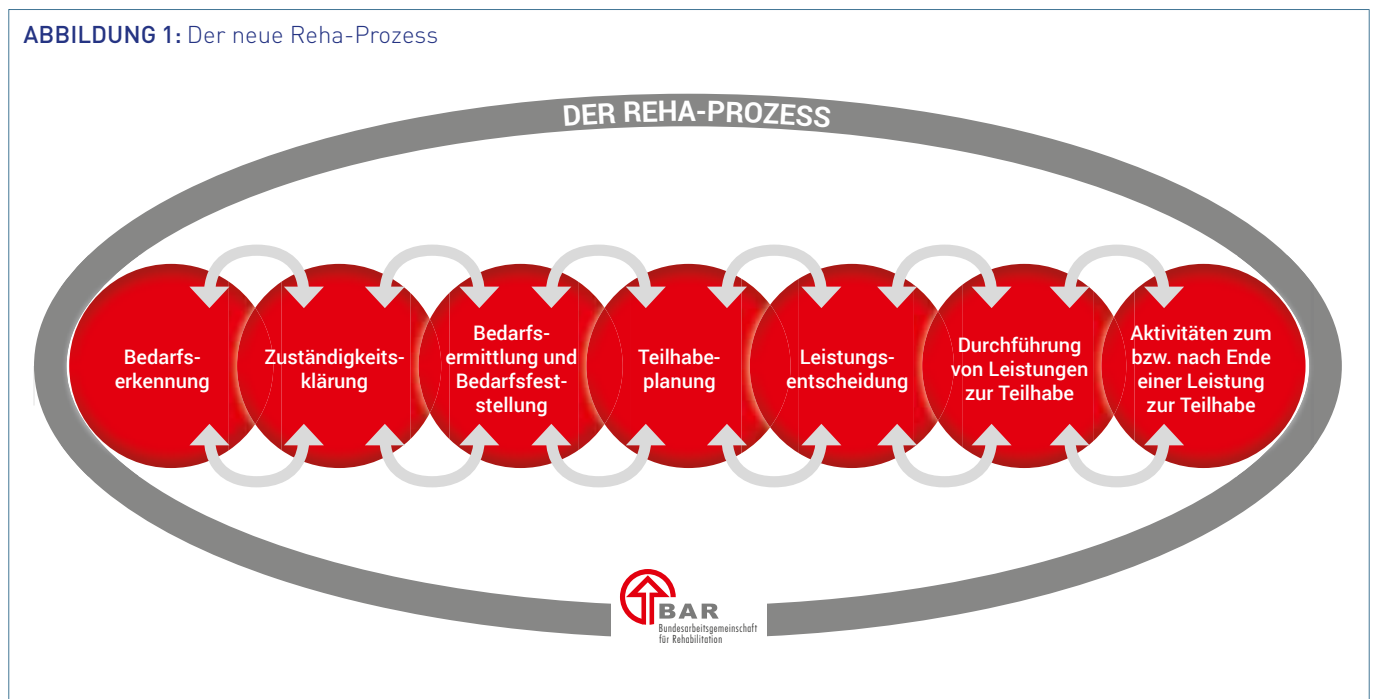 ABBILDUNG 1: Der neue Reha-Prozess
DER REHA-PROZESS
Bedarfs-
erkennung
Zuständigkeits-
klärung
Bedarfs-
ermittlung und
Bedarfsfest-
stellung
Teilhabe-
planung
Leistungs-
entscheidung
Durchführung
von Leistungen
zur Teilhabe
Aktivitäten zum
bzw. nach Ende
einer Leistung
zur Teilhabe
BAR
Bundesarbeitsgemeinschaft
für Rehabilitation